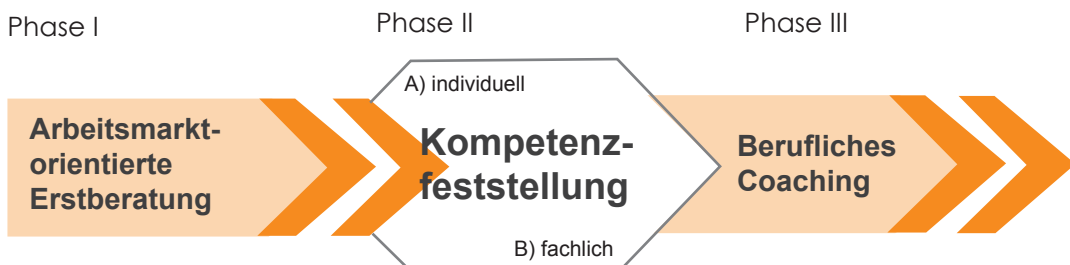 Phase I
Phase II
Phase III
Arbeitsmarkt-
orientierte
Erstberatung
A) individuell
Kompetenz-
feststellung
B) fachlich
Berufliches
Coaching